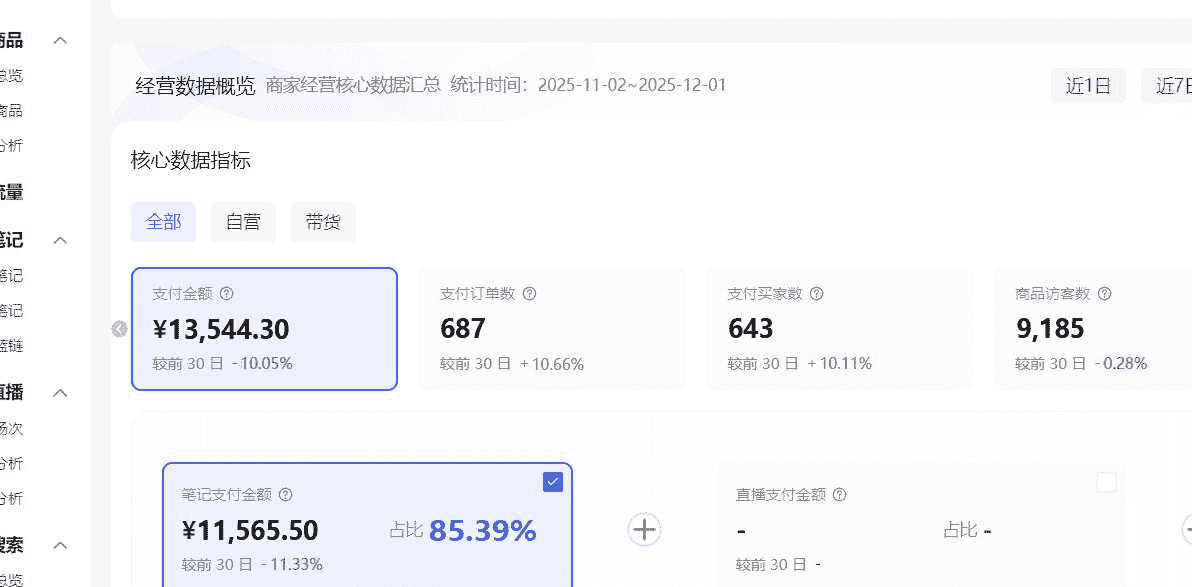 商品
总览
商品
分析
流量
笔记
笔记
笔记
蓝链
直播
场次
分析
分析
搜索
总览
经营数据概览 商家经营核心数据汇总 统计时间：2025-11-02~2025-12-01
近1日 近7日
核心数据指标
全部 自营 带货
支付金额 支付订单数 支付买家数 商品访客数
¥13,544.30 687 643 9,185
较前 30 日 -10.05% 较前 30 日 +10.66% 较前 30 日 +10.11% 较前 30 日 -0.28%
笔记支付金额 直播支付金额
¥11,565.50 占比 85.39% - 占比 -
较前 30 日 -11.33% 较前 30 日 -